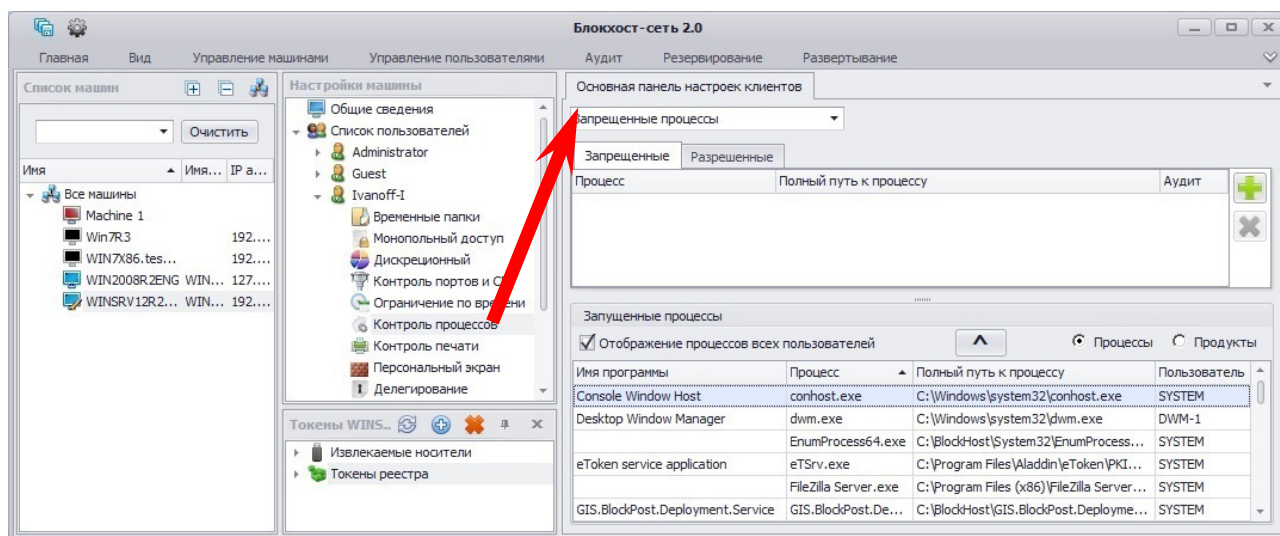 Блокхост-сеть 2.0
Главная Вид Управление машинами Управление пользователями Аудит Резервирование Развертывание
Список машин
Очистить
Имя Имя... IP а...
Все машины
Machine 1
Win7R3 192....
WIN7X86.tes... 192....
WIN2008R2ENG WIN... 127....
WINSRV12R2... WIN... 192....
Настройки машины
Общие сведения
Список пользователей
Administrator
Guest
Ivanoff-I
Временные папки
Монопольный доступ
Дискреционный
Контроль портов и
Ограничение по времени
Контроль процессов
Контроль печати
Персональный экран
Делегирование
Токены WINS..
Извлекаемые носители
Токены реестра
Основная панель настроек клиентов
Запрещенные процессы
Запрещенные Разрешенные
Процесс Полный путь к процессу Аудит
Запущенные процессы
Отображение процессов всех пользователей Процессы Продукты
Имя программы Процесс Полный путь к процессу Пользователь
Console Window Host conhost.exe C:\Windows\system32\conhost.exe SYSTEM
Desktop Window Manager dwm.exe C:\Windows\system32\dwm.exe DWM-1
EnumProcess64.exe C:\BlockHost\System32\EnumProcess... SYSTEM
eToken service application eTSrv.exe C:\Program Files\Aladdin\eToken\PKI... SYSTEM
FileZilla Server.exe C:\Program Files (x86)\FileZilla Server... SYSTEM
GIS.BlockPost.Deployment.Service GIS.BlockPost.De... C:\BlockHost\GIS.BlockPost.Deployme... SYSTEM